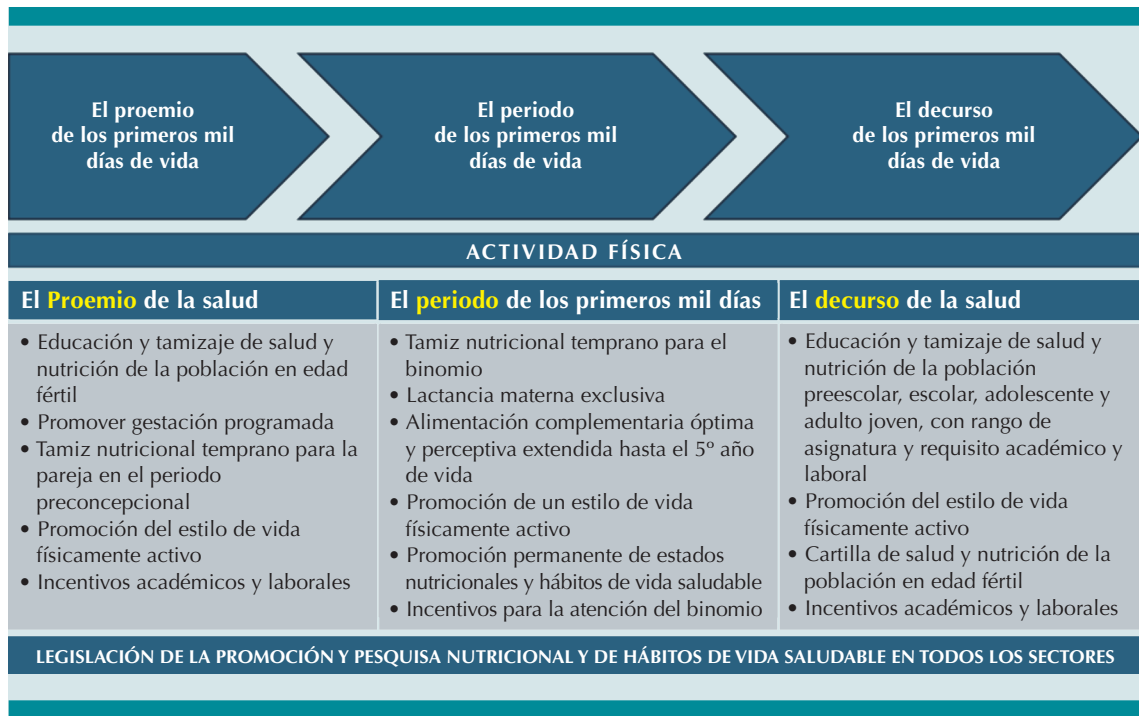 El proemio
de los primeros mil
días de vida
El periodo
de los primeros mil
días de vida
El decurso
de los primeros mil
días de vida
ACTIVIDAD FÍSICA
El Proemio de la salud
• Educación y tamizaje de salud y
nutrición de la población en edad
fértil
• Promover gestación programada
• Tamiz nutricional temprano para la
pareja en el periodo
preconcepcional
• Promoción del estilo de vida
físicamente activo
• Incentivos académicos y laborales
El periodo de los primeros mil días
• Tamiz nutricional temprano para el
binomio
• Lactancia materna exclusiva
• Alimentación complementaria óptima
y perceptiva extendida hasta el 5º año
de vida
• Promoción de un estilo de vida
físicamente activo
• Promoción permanente de estados
nutricionales y hábitos de vida saludable
• Incentivos para la atención del binomio
El decurso de la salud
• Educación y tamizaje de salud y
nutrición de la población
preescolar, escolar, adolescente y
adulto joven, con rango de
asignatura y requisito académico y
laboral
• Promoción del estilo de vida
físicamente activo
• Cartilla de salud y nutrición de la
población en edad fértil
• Incentivos académicos y laborales
LEGISLACIÓN DE LA PROMOCIÓN Y PESQUISA NUTRICIONAL Y DE HÁBITOS DE VIDA SALUDABLE EN TODOS LOS SECTORES